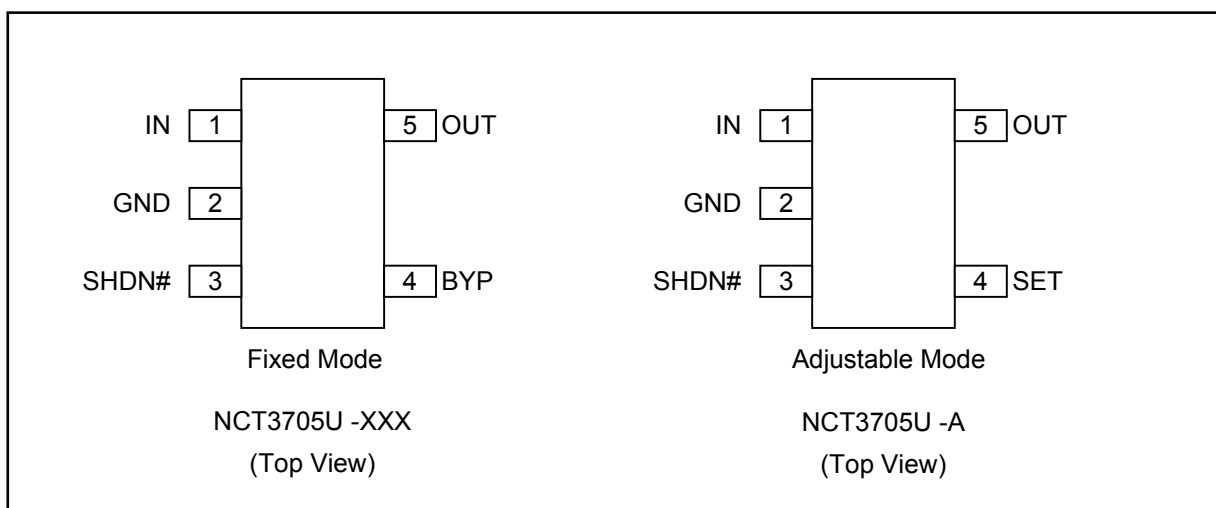 IN 1 5 OUT
GND 2
SHDN# 3 4 BYP
Fixed Mode
NCT3705U -XXX
(Top View)
IN 1 5 OUT
GND 2
SHDN# 3 4 SET
Adjustable Mode
NCT3705U -A
(Top View)